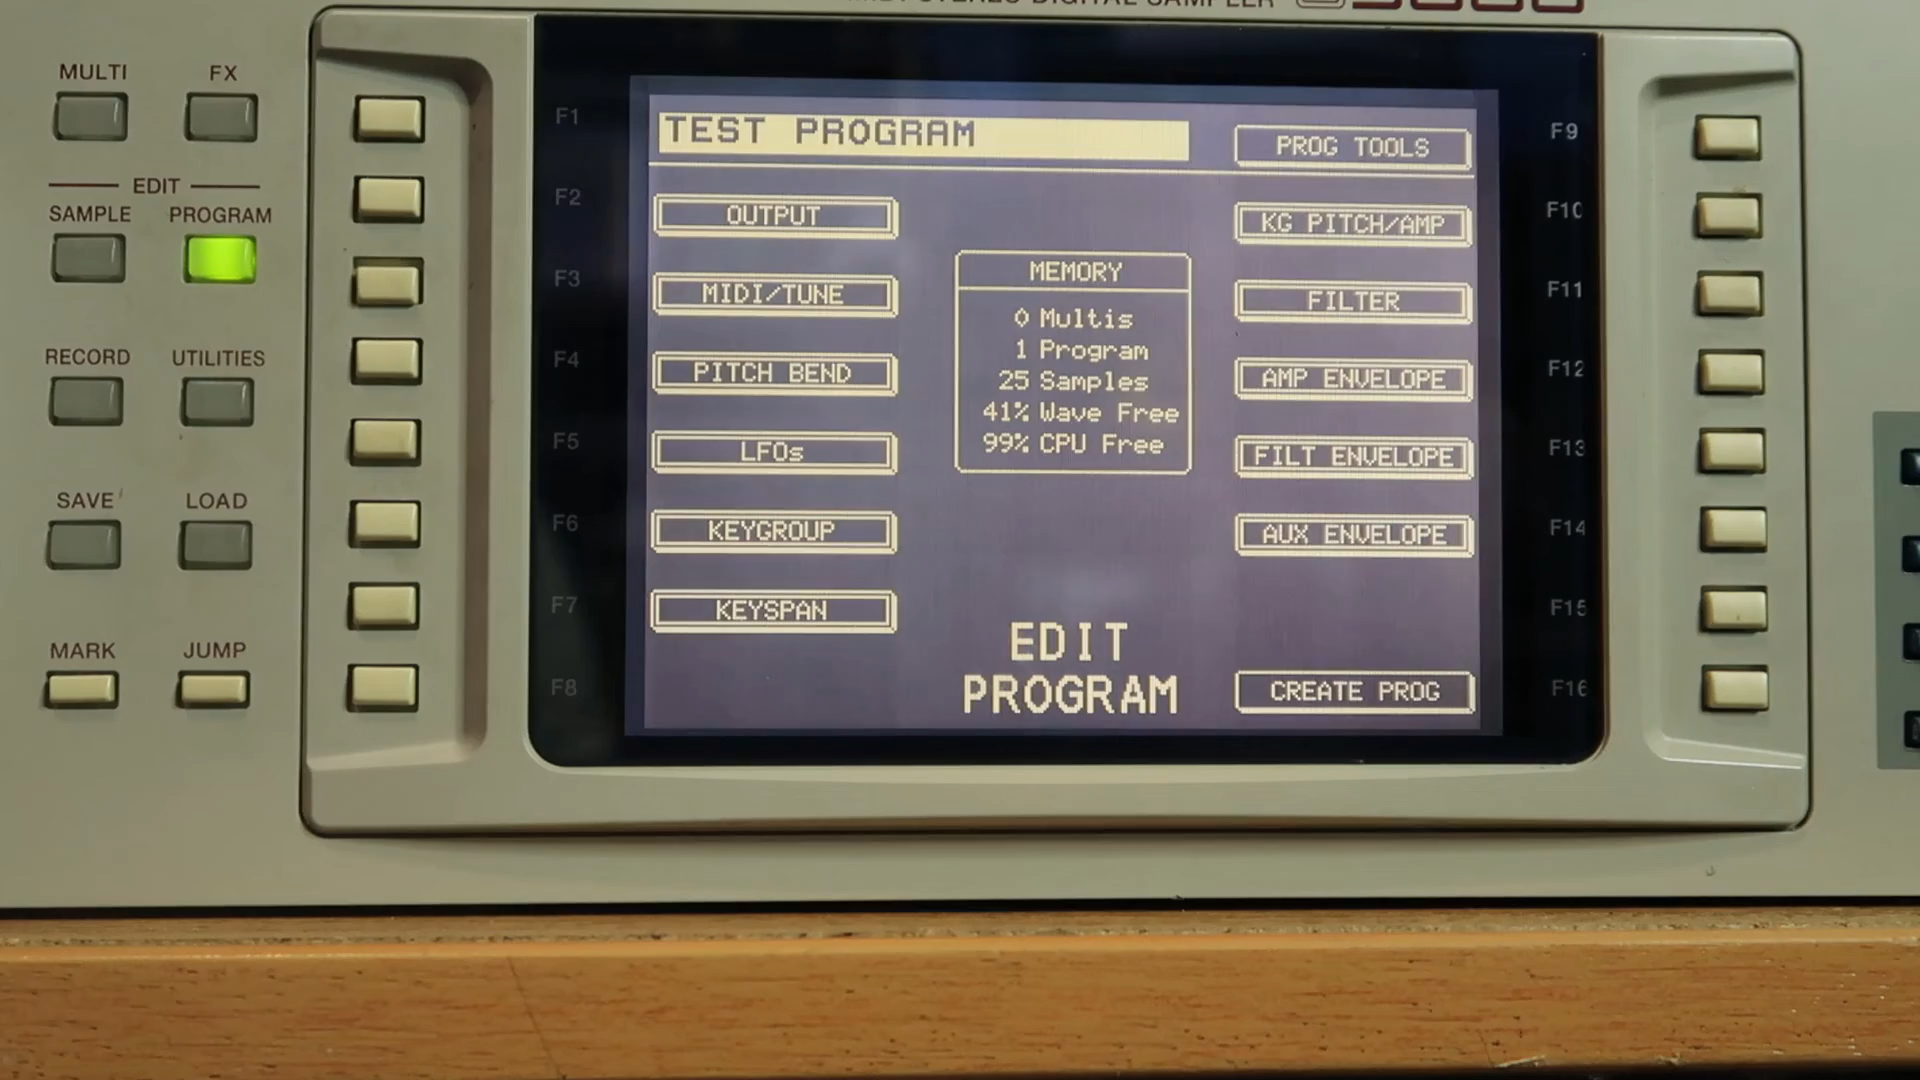 STEREO DIGITAL SAMPLER
MULTI FX
EDIT
SAMPLE PROGRAM
RECORD UTILITIES
SAVE LOAD
MARK JUMP
F1
F2
F3
F4
F5
F6
F7
F8
TEST PROGRAM
OUTPUT
MIDI/TUNE
PITCH BEND
LFOs
KEYGROUP
KEYSPAN
MEMORY
0 Multis
1 Program
25 Samples
41% Wave Free
99% CPU Free
EDIT
PROGRAM
PROG TOOLS
KG PITCH/AMP
FILTER
AMP ENVELOPE
FILT ENVELOPE
AUX ENVELOPE
CREATE PROG
F9
F10
F11
F12
F13
F14
F15
F16